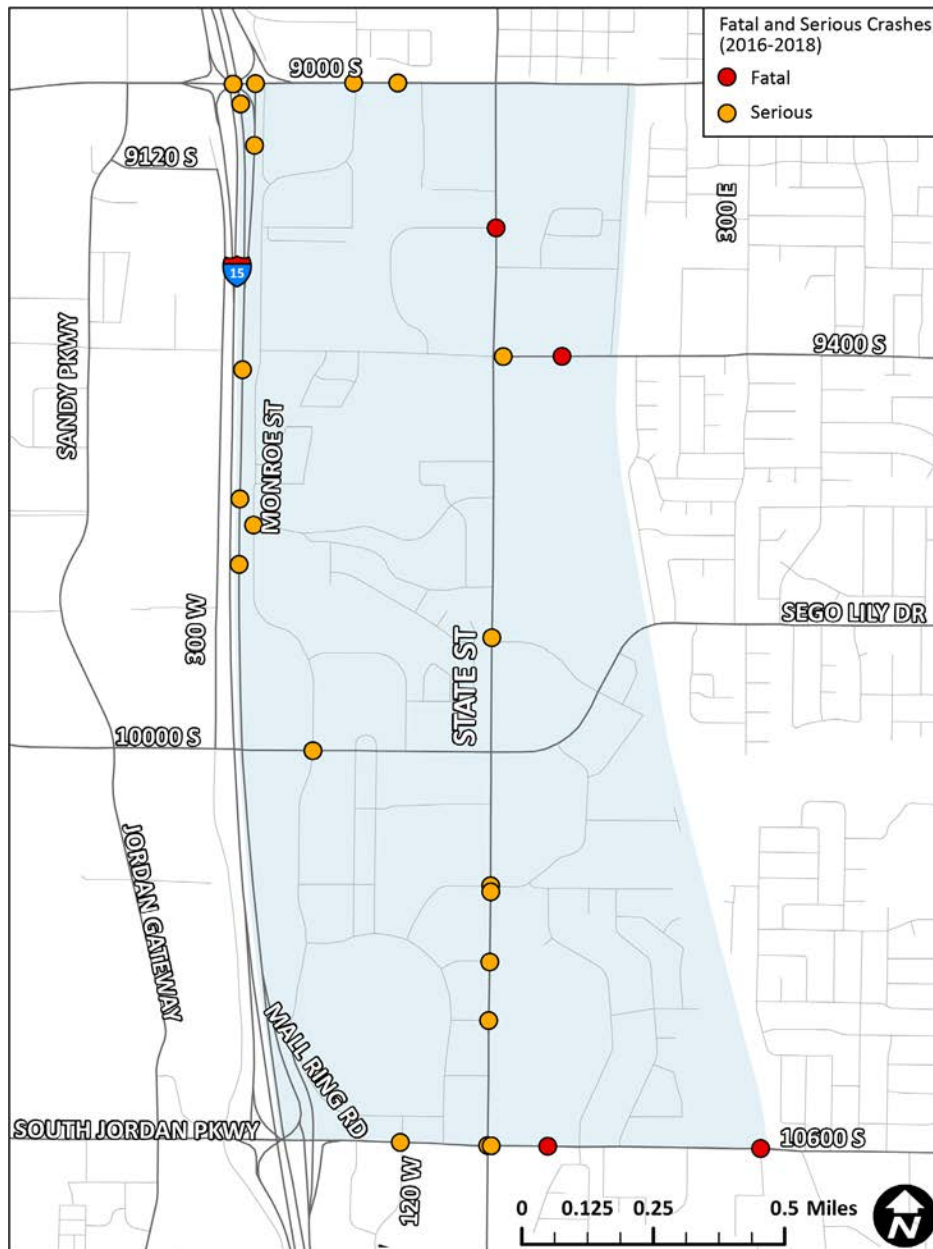 Fatal and Serious Crashes
(2016-2018)
Fatal
Serious
9000 S
9120 S
300 E
15
9400 S
SANDY PKWY
MONROE ST
300 W
SEGO LILY DR
STATE ST
10000 S
JORDAN GATEWAY
MALL RING RD
SOUTH JORDAN PKWY
10600 S
120 W
0 0.125 0.25 0.5 Miles
N